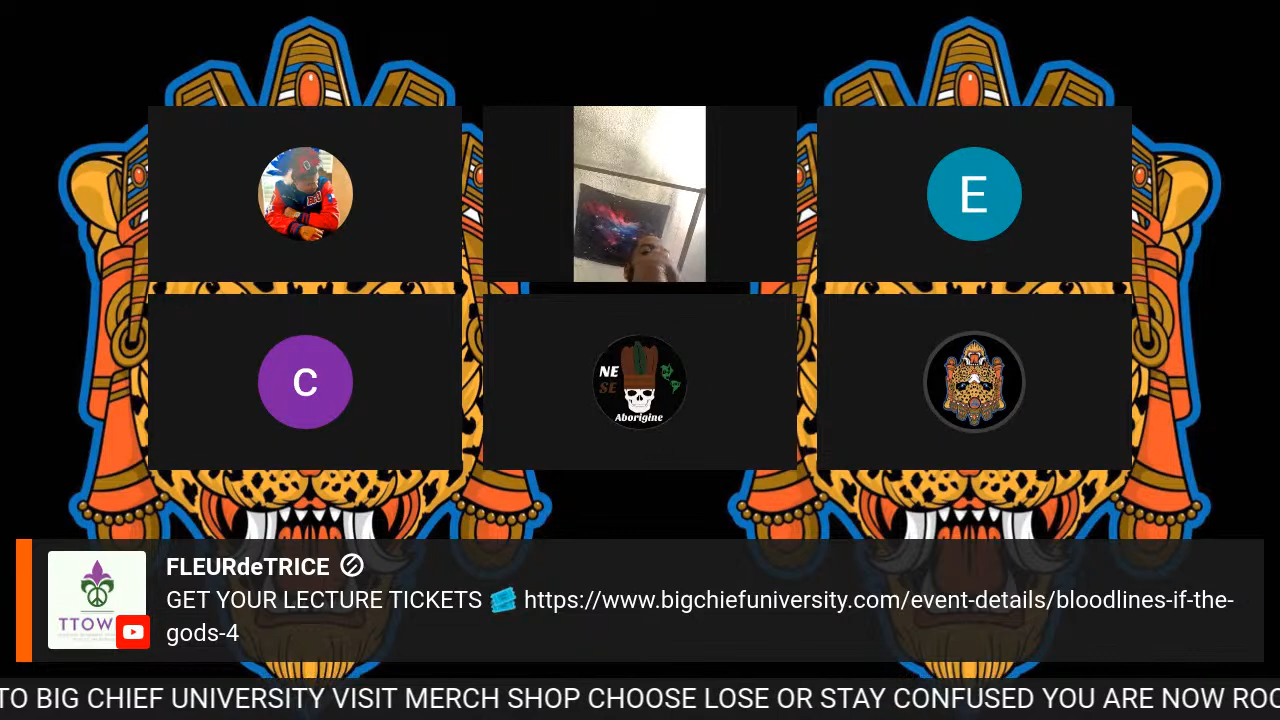 E
C
NE
SE
Aborigine
FLEURdeTRICE
GET YOUR LECTURE TICKETS 🎟️ https://www.bigchiefuniversity.com/event-details/bloodlines-if-the-
gods-4
TTOW
TO BIG CHIEF UNIVERSITY VISIT MERCH SHOP CHOOSE LOSE OR STAY CONFUSED YOU ARE NOW ROC